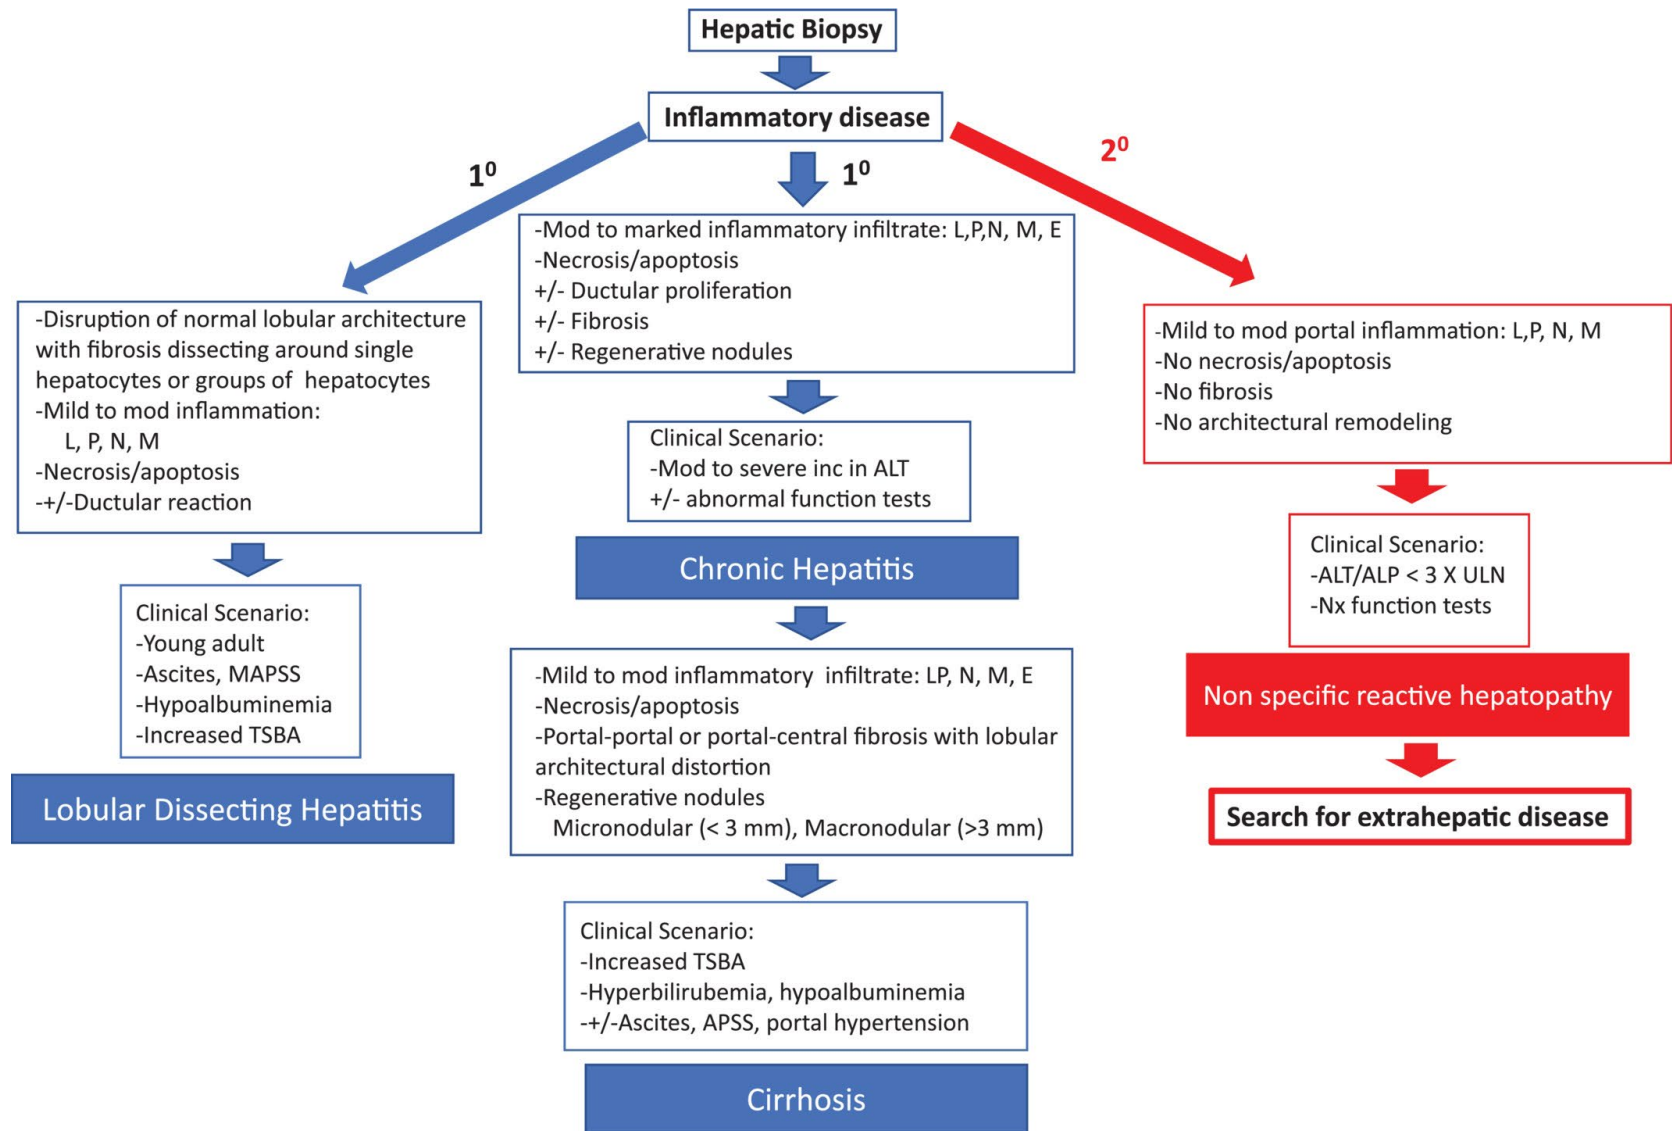 Hepatic Biopsy
Inflammatory disease
1⁰
1⁰
2⁰
-Disruption of normal lobular architecture
with fibrosis dissecting around single
hepatocytes or groups of hepatocytes
-Mild to mod inflammation:
L, P, N, M
-Necrosis/apoptosis
-+/-Ductular reaction
Clinical Scenario:
-Young adult
-Ascites, MAPSS
-Hypoalbuminemia
-Increased TSBA
Lobular Dissecting Hepatitis
-Mod to marked inflammatory infiltrate: L,P,N, M, E
-Necrosis/apoptosis
+/- Ductular proliferation
+/- Fibrosis
+/- Regenerative nodules
Clinical Scenario:
-Mod to severe inc in ALT
+/- abnormal function tests
Chronic Hepatitis
-Mild to mod inflammatory infiltrate: LP, N, M, E
-Necrosis/apoptosis
-Portal-portal or portal-central fibrosis with lobular
architectural distortion
-Regenerative nodules
Micronodular (< 3 mm), Macronodular (>3 mm)
Clinical Scenario:
-Increased TSBA
-Hyperbilirubemia, hypoalbuminemia
-+/-Ascites, APSS, portal hypertension
Cirrhosis
-Mild to mod portal inflammation: L,P, N, M
-No necrosis/apoptosis
-No fibrosis
-No architectural remodeling
Clinical Scenario:
-ALT/ALP < 3 X ULN
-Nx function tests
Non specific reactive hepatopathy
Search for extrahepatic disease